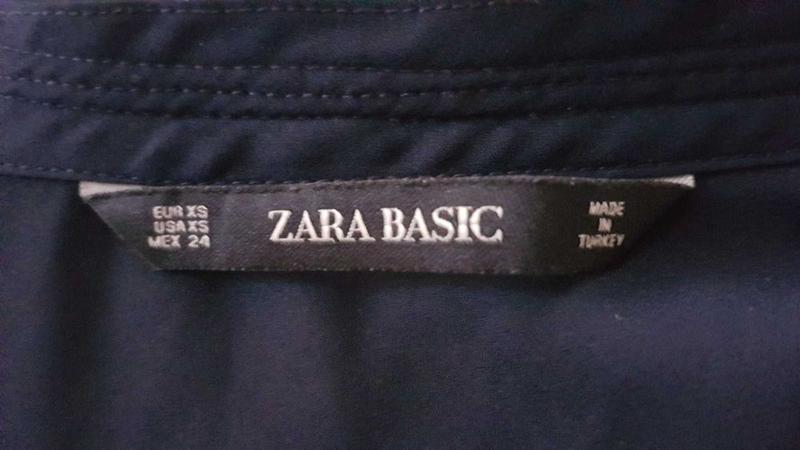 EUR XS
USA XS
MEX 24
ZARA BASIC
MADE
IN
TURKEY